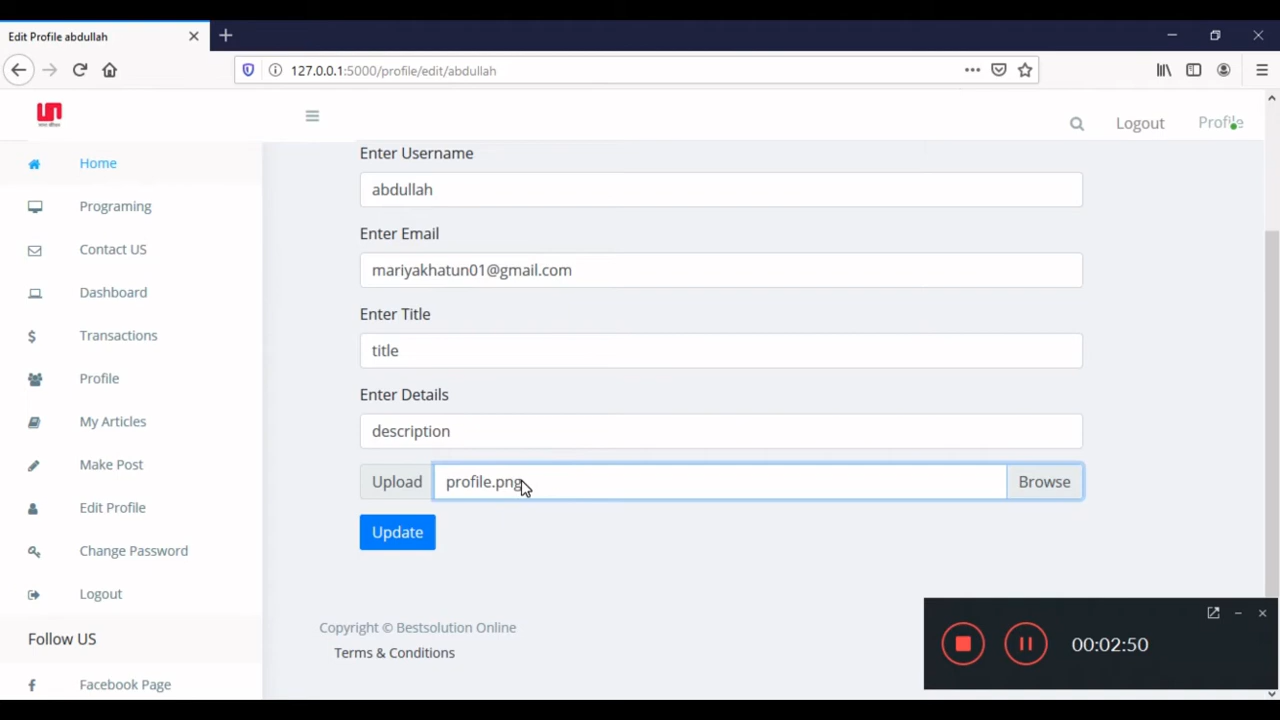 Edit Profile abdullah
127.0.0.1:5000/profile/edit/abdullah
Logout
Profile
Home
Programing
Contact US
Dashboard
Transactions
Profile
My Articles
Make Post
Edit Profile
Change Password
Logout
Follow US
Facebook Page
Enter Username
abdullah
Enter Email
mariyakhatun01@gmail.com
Enter Title
title
Enter Details
description
Upload
profile.png
Browse
Update
Copyright © Bestsolution Online
Terms & Conditions
00:02:50